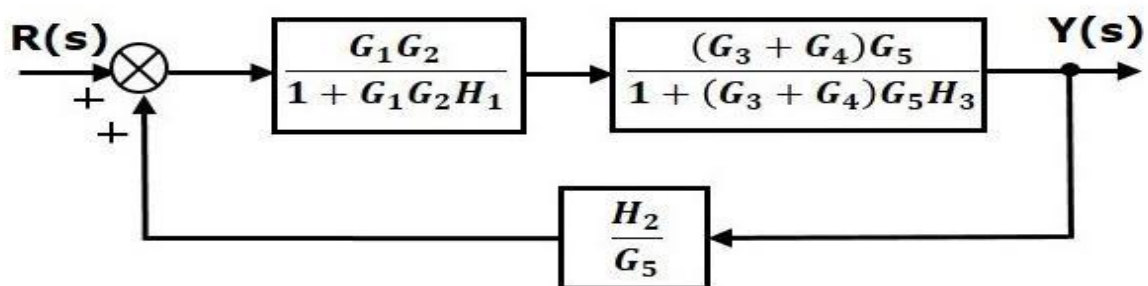 R(s)
Y(s)
+
+
G₁G₂
1 + G₁G₂H₁
(G₃ + G₄)G₅
1 + (G₃ + G₄)G₅H₃
H₂
G₅